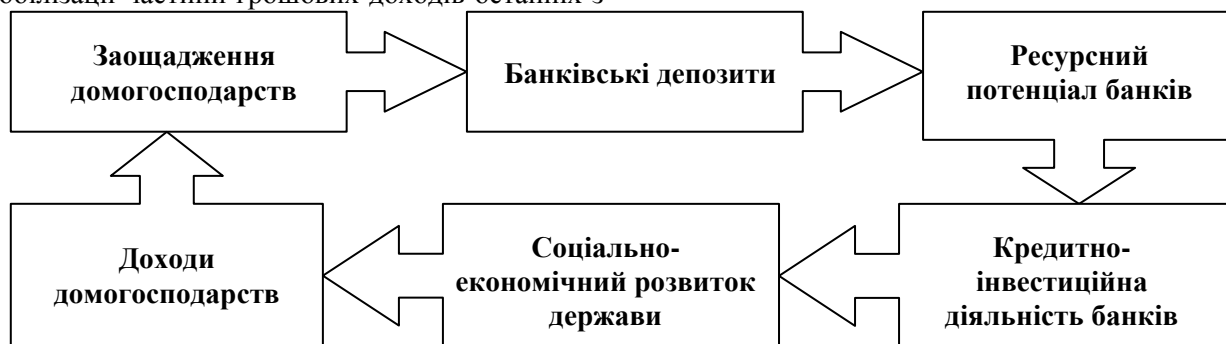 частини грошових доходів останніх з
Заощадження
домогосподарств
Банківські депозити
Ресурсний
потенціал банків
Доходи
домогосподарств
Соціально-
економічний розвиток
держави
Кредитно-
інвестиційна
діяльність банків